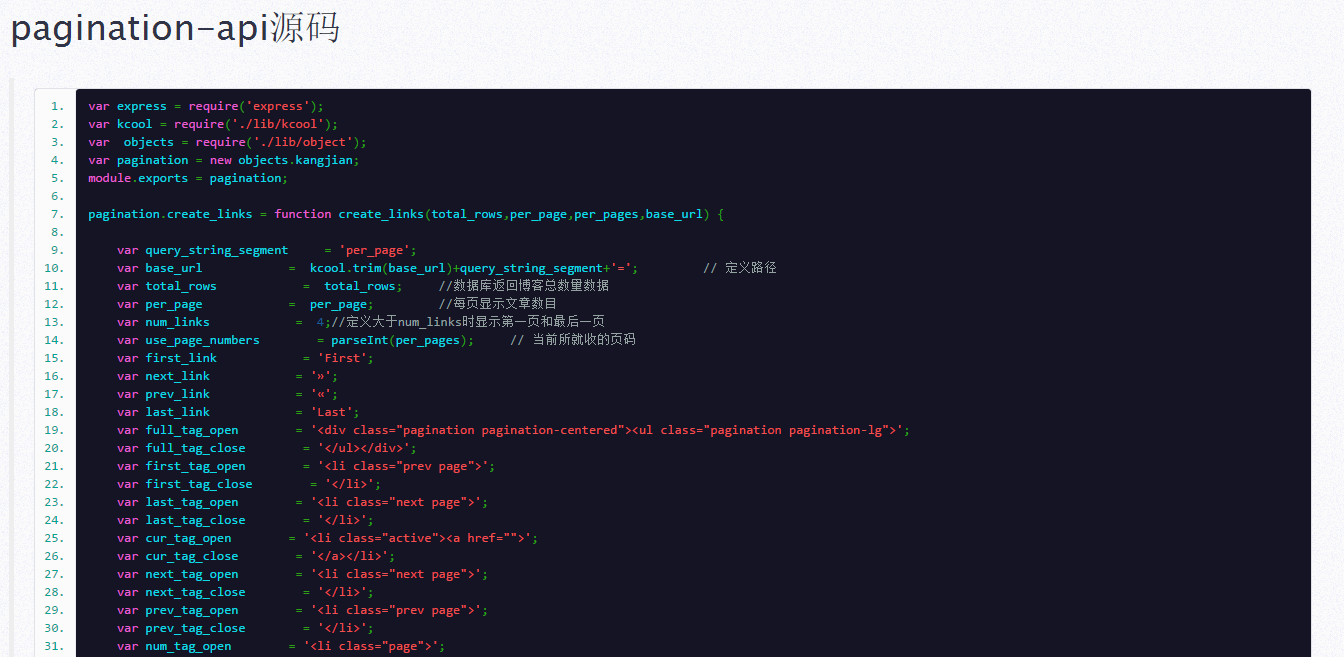 pagination-api源码
1. var express = require('express');
2. var kcool = require('./lib/kcool');
3. var  objects = require('./lib/object');
4. var pagination = new objects.kangjian;
5. module.exports = pagination;
6.
7. pagination.create_links = function create_links(total_rows,per_page,per_pages,base_url) {
8.
9.     var query_string_segment     = 'per_page';
10.     var base_url            =  kcool.trim(base_url)+query_string_segment+'=';         // 定义路径
11.     var total_rows            =  total_rows;     //数据库返回博客总数量数据
12.     var per_page            =  per_page;         //每页显示文章数目
13.     var num_links            =  4;//定义大于num_links时显示第一页和最后一页
14.     var use_page_numbers        = parseInt(per_pages);     // 当前所就收的页码
15.     var first_link            = 'First';
16.     var next_link            = '»';
17.     var prev_link            = '«';
18.     var last_link            = 'Last';
19.     var full_tag_open        = '<div class="pagination pagination-centered"><ul class="pagination pagination-lg">';
20.     var full_tag_close        = '</ul></div>';
21.     var first_tag_open        = '<li class="prev page">';
22.     var first_tag_close        = '</li>';
23.     var last_tag_open        = '<li class="next page">';
24.     var last_tag_close        = '</li>';
25.     var cur_tag_open        = '<li class="active"><a href="">';
26.     var cur_tag_close        = '</a></li>';
27.     var next_tag_open        = '<li class="next page">';
28.     var next_tag_close        = '</li>';
29.     var prev_tag_open        = '<li class="prev page">';
30.     var prev_tag_close        = '</li>';
31.     var num_tag_open        = '<li class="page">';